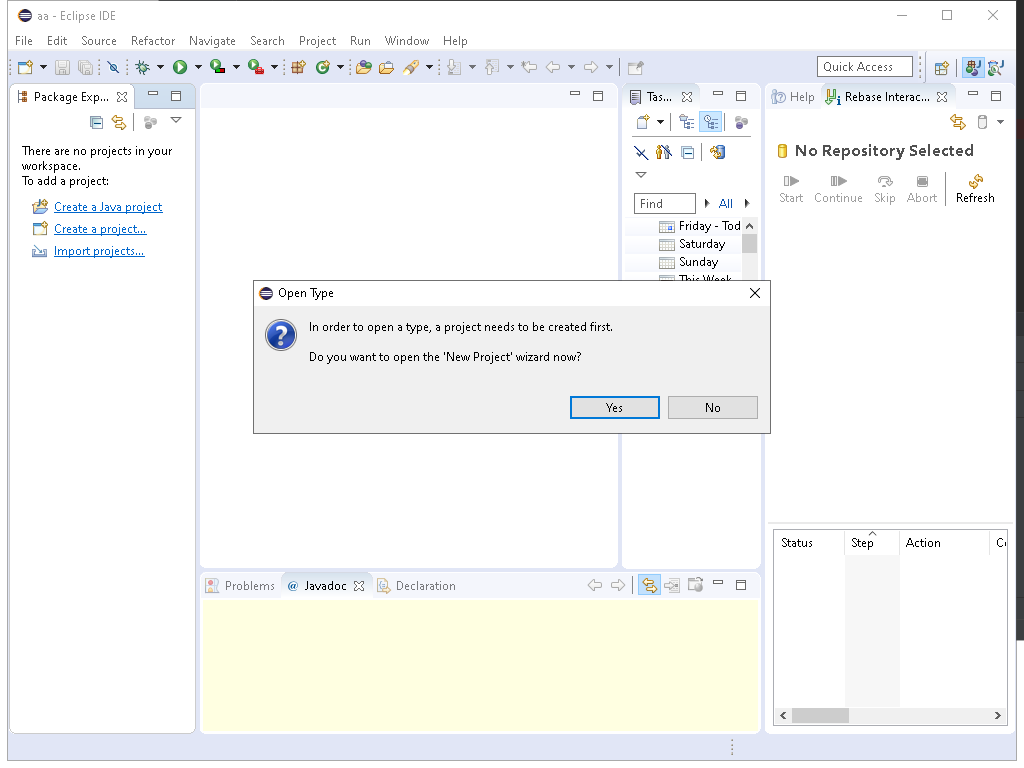 aa - Eclipse IDE
File Edit Source Refactor Navigate Search Project Run Window Help
Quick Access
Package Exp...
There are no projects in your
workspace.
To add a project:
Create a Java project
Create a project...
Import projects...
Tas...
Find
All
Friday - Tod
Saturday
Sunday
This Week
Help
Rebase Interac...
No Repository Selected
Start Continue Skip Abort Refresh
Open Type
In order to open a type, a project needs to be created first.
Do you want to open the 'New Project' wizard now?
Yes No
Status Step Action
Problems @ Javadoc Declaration